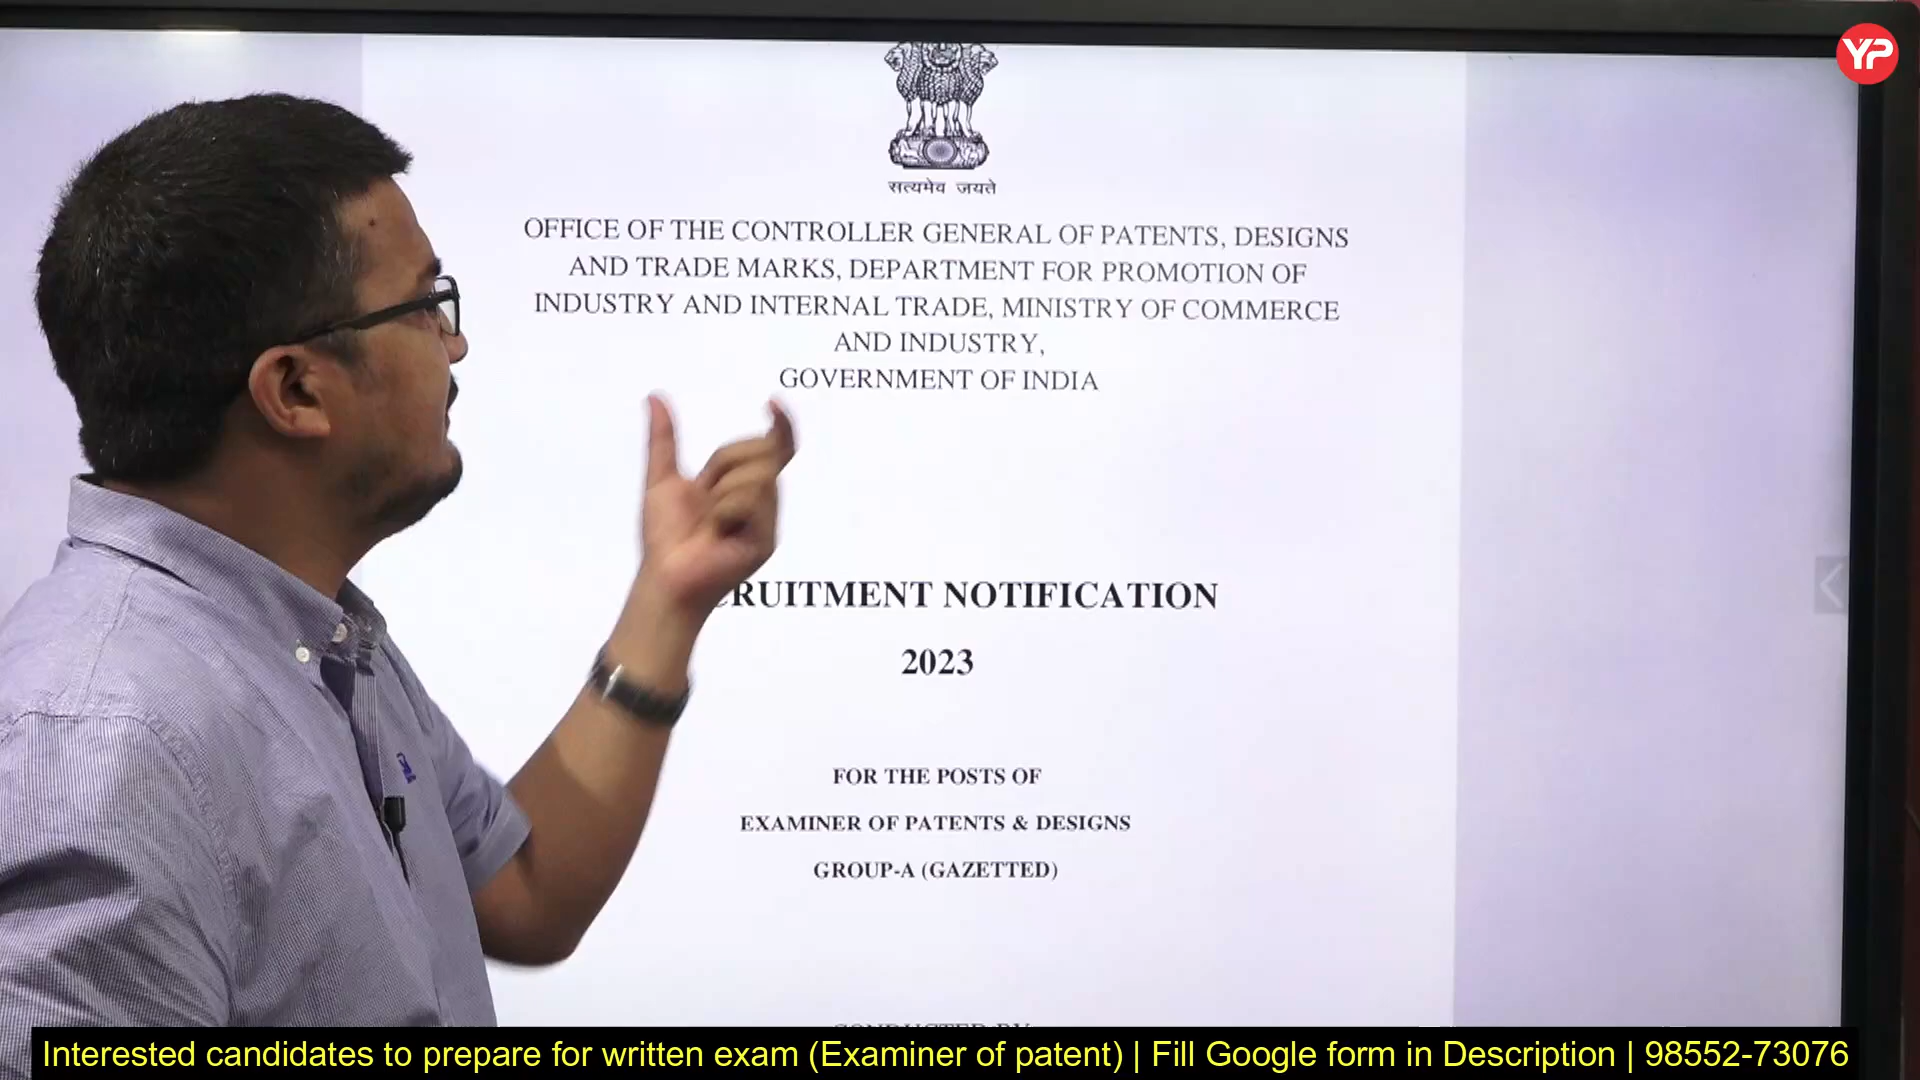 YP
सत्यमेव जयते
OFFICE OF THE CONTROLLER GENERAL OF PATENTS, DESIGNS
AND TRADE MARKS, DEPARTMENT FOR PROMOTION OF
INDUSTRY AND INTERNAL TRADE, MINISTRY OF COMMERCE
AND INDUSTRY,
GOVERNMENT OF INDIA
CRUITMENT NOTIFICATION
2023
FOR THE POSTS OF
EXAMINER OF PATENTS & DESIGNS
GROUP-A (GAZETTED)
CONDUCTED BY
Interested candidates to prepare for written exam (Examiner of patent) | Fill Google form in Description | 98552-73076